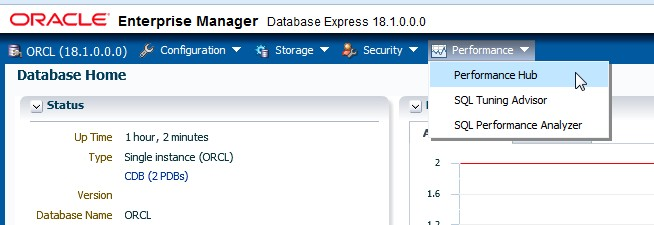 ORACLE Enterprise Manager Database Express 18.1.0.0.0
ORCL (18.1.0.0.0) Configuration Storage Security Performance
Database Home
Performance Hub
SQL Tuning Advisor
SQL Performance Analyzer
Status
Up Time 1 hour, 2 minutes
Type Single instance (ORCL)
CDB (2 PDBs)
Version
Database Name ORCL
2
1.6
1.2